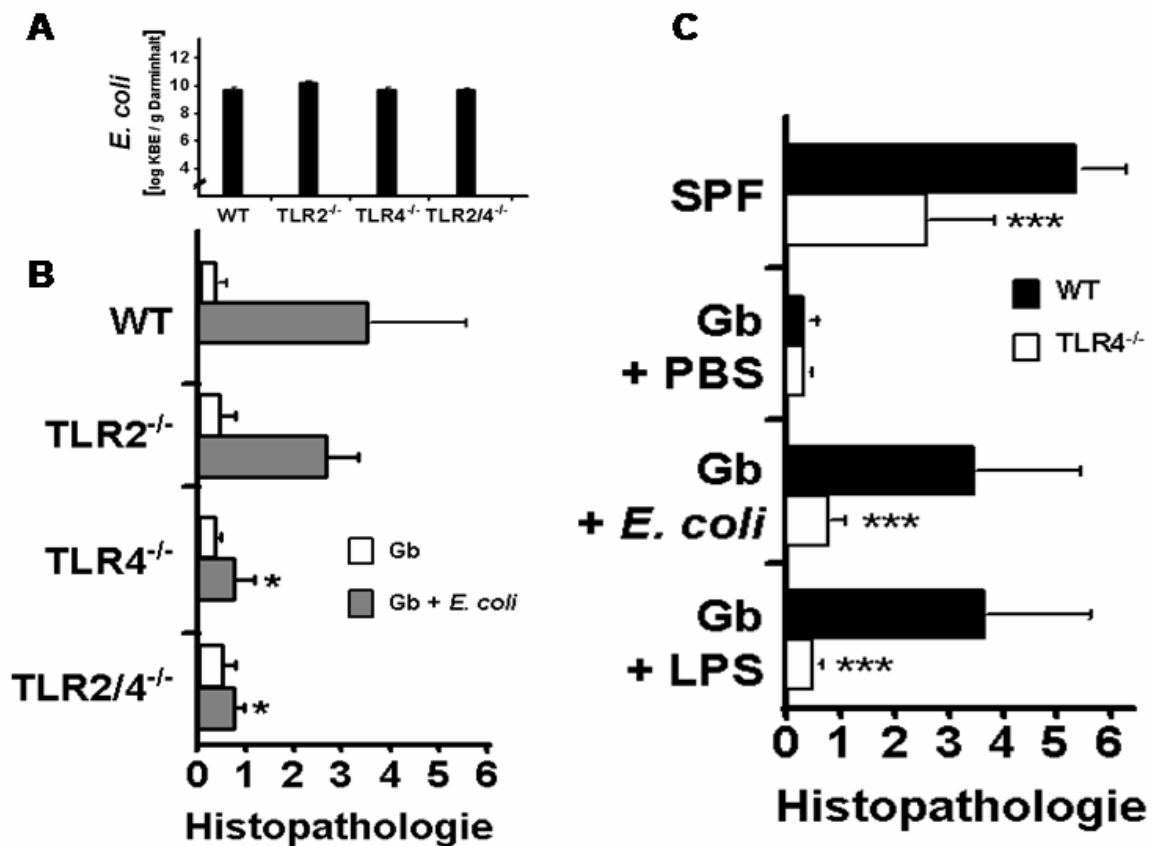 A
E. coli
[log KBE / g Darminhalt]
12
10
8
6
4
WT
TLR2-/-
TLR4-/-
TLR2/4-/-
B
WT
TLR2-/-
TLR4-/-
TLR2/4-/-
*
*
Gb
Gb + E. coli
0 1 2 3 4 5 6
Histopathologie
C
SPF
Gb
+ PBS
Gb
+ E. coli
Gb
+ LPS
***
***
***
WT
TLR4-/-
0 1 2 3 4 5 6
Histopathologie